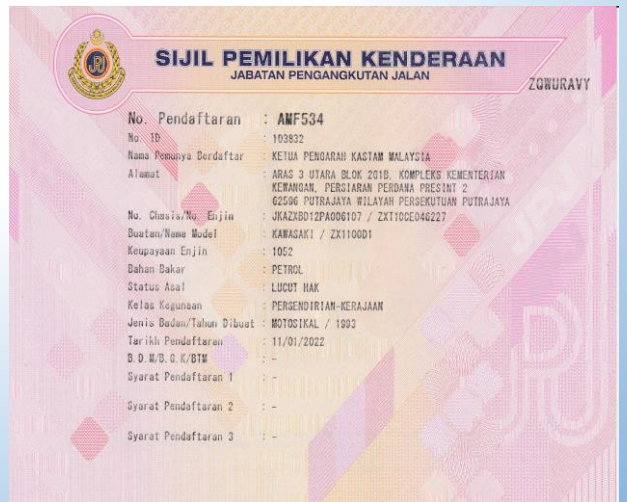 SIJIL PEMILIKAN KENDERAAN
JABATAN PENGANGKUTAN JALAN
ZQWURAVY
No. Pendaftaran : AMF534
No. ID : 103832
Nama Pemunya Berdaftar : KETUA PENGARAH KASTAM MALAYSIA
Alamat : ARAS 3 UTARA BLOK 2G1B, KOMPLEKS KEMENTERIAN
KEWANGAN, PERSIARAN PERDANA PRESINT 2
62596 PUTRAJAYA WILAYAH PERSEKUTUAN PUTRAJAYA
No. Chasis/No. Enjin : JKAZXBD12PA006107 / ZXT10CE046227
Buatan/Nama Model : KAWASAKI / ZX1100D1
Keupayaan Enjin : 1052
Bahan Bakar : PETROL
Status Asal : LUCUT HAK
Kelas Kegunaan : PERSENDIRIAN-KERAJAAN
Jenis Badan/Tahun Dibuat : MOTOSIKAL / 1993
Tarikh Pendaftaran : 11/01/2022
B.D.M/B.G.K/BTM : -
Syarat Pendaftaran 1 : -
Syarat Pendaftaran 2 : -
Syarat Pendaftaran 3 : -
JPJ